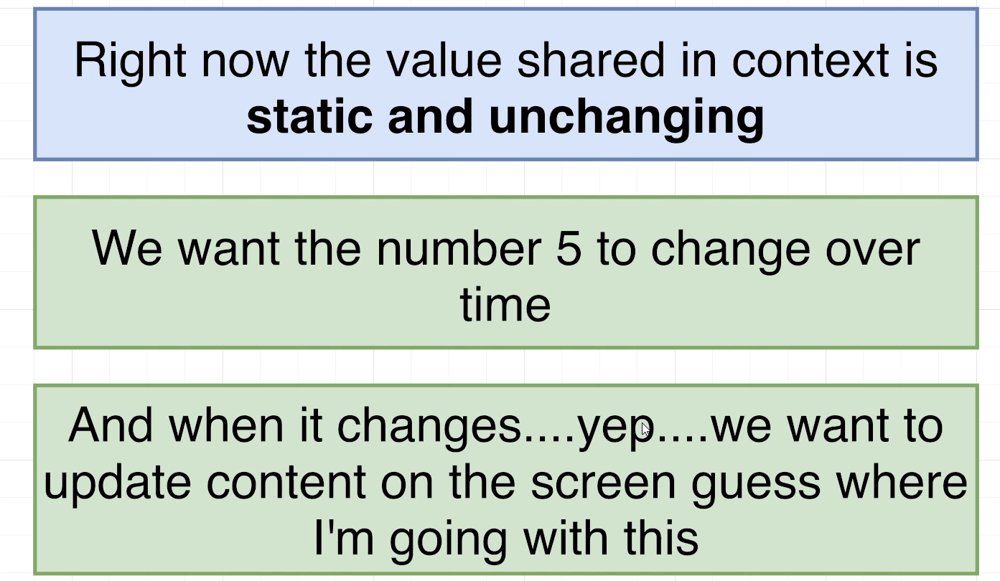 Right now the value shared in context is
static and unchanging
We want the number 5 to change over
time
And when it changes....yep....we want to
update content on the screen guess where
I'm going with this